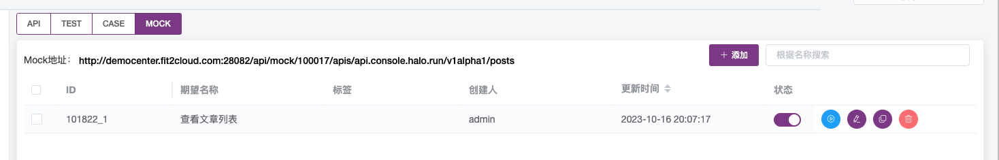 API TEST CASE MOCK
Mock地址： http://democenter.fit2cloud.com:28082/api/mock/100017/apis/api.console.halo.run/v1alpha1/posts + 添加 根据名称搜索
ID 期望名称 标签 创建人 更新时间 状态
101822_1 查看文章列表 admin 2023-10-16 20:07:17